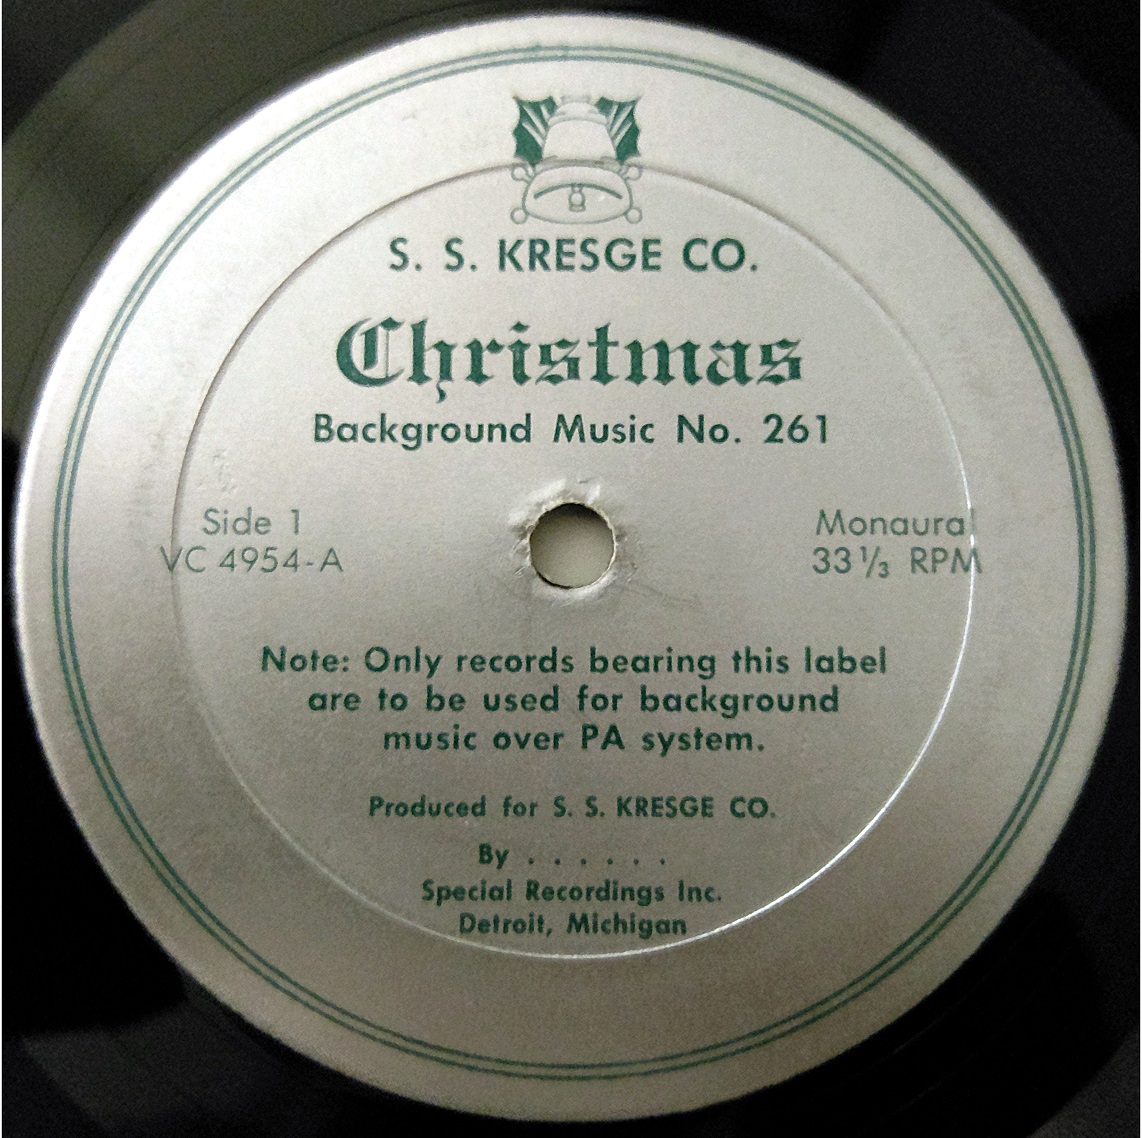 S. S. KRESGE CO.
Christmas
Background Music No. 261
Side 1
VC 4954-A
Monaural
33 ⅓ RPM
Note: Only records bearing this label
are to be used for background
music over PA system.
Produced for S. S. KRESGE CO.
By . . . . . .
Special Recordings Inc.
Detroit, Michigan